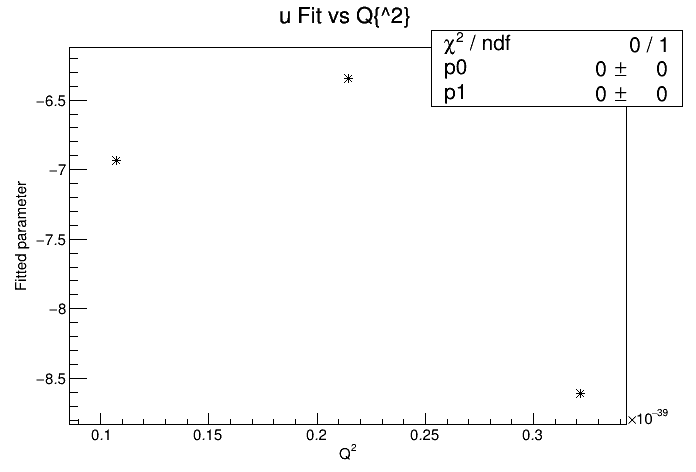 u Fit vs Q{^2}
χ² / ndf 0 / 1
p0 0 ± 0
p1 0 ± 0
Fitted parameter
−6.5
−7
−7.5
−8
−8.5
0.1 0.15 0.2 0.25 0.3
×10⁻³⁹
Q²